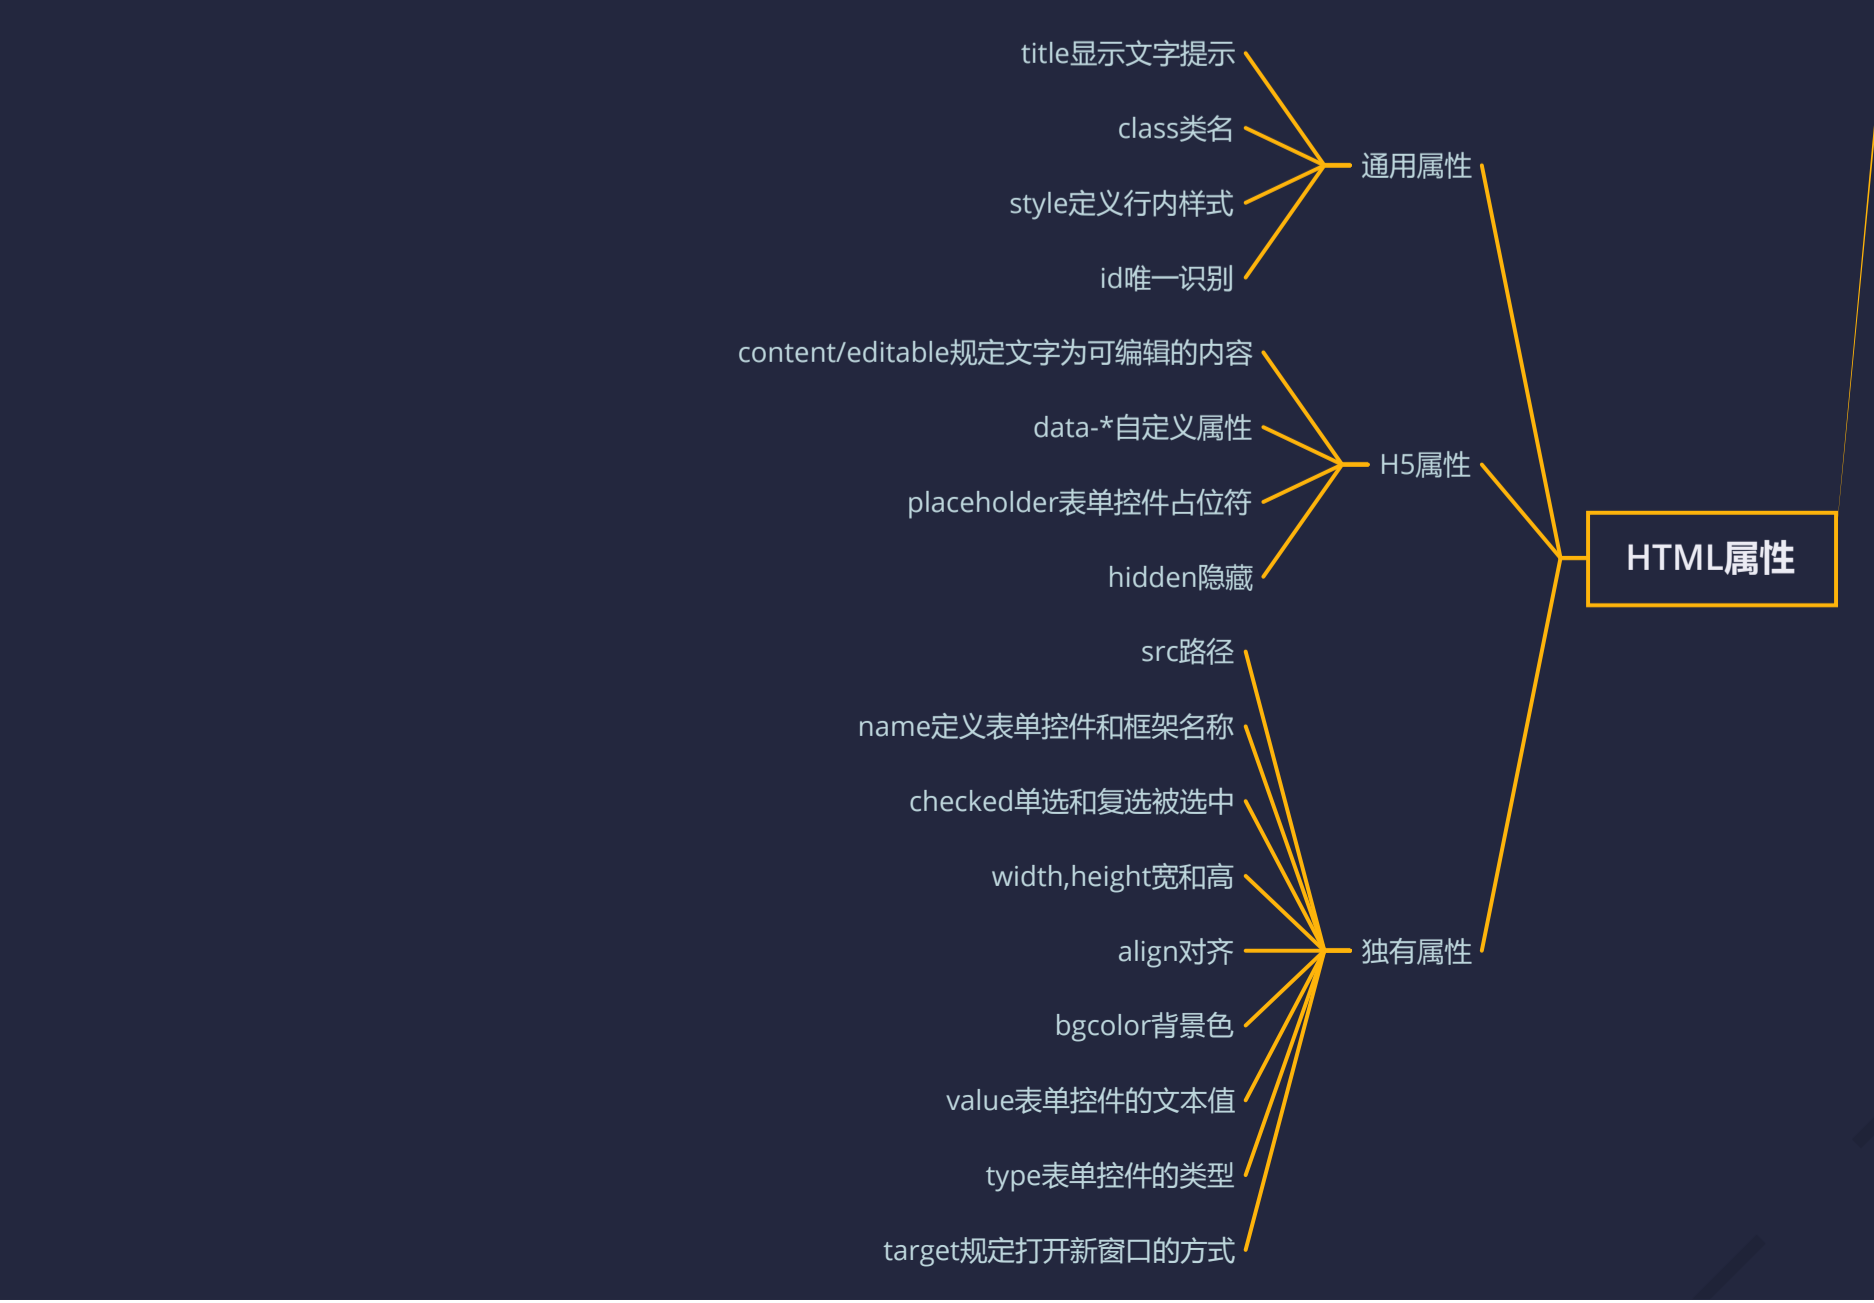 title显示文字提示
class类名
通用属性
style定义行内样式
id唯一识别
content/editable规定文字为可编辑的内容
data-*自定义属性
H5属性
placeholder表单控件占位符
HTML属性
hidden隐藏
src路径
name定义表单控件和框架名称
checked单选和复选被选中
width,height宽和高
align对齐
独有属性
bgcolor背景色
value表单控件的文本值
type表单控件的类型
target规定打开新窗口的方式